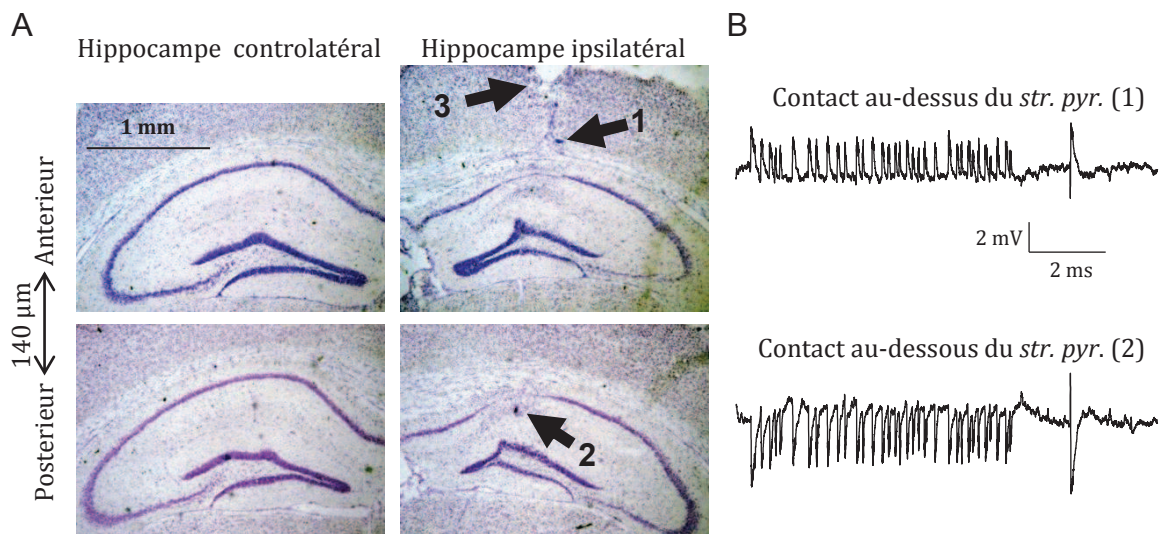 A
Hippocampe controlatéral
Hippocampe ipsilatéral
1 mm
3
1
Anterieur
140 µm
Posterieur
2
B
Contact au-dessus du str. pyr. (1)
2 mV
2 ms
Contact au-dessous du str. pyr. (2)